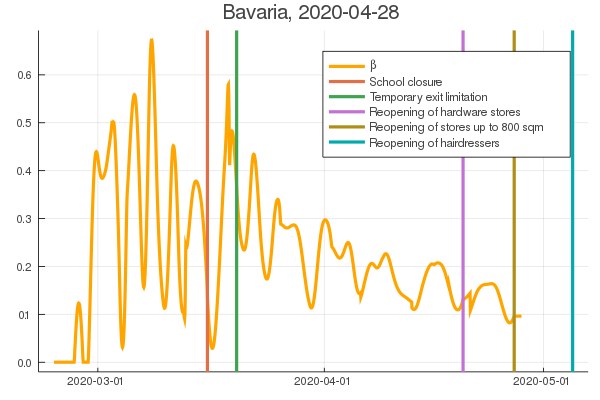 Bavaria, 2020-04-28
β
School closure
Temporary exit limitation
Reopening of hardware stores
Reopening of stores up to 800 sqm
Reopening of hairdressers
0.6
0.5
0.4
0.3
0.2
01
0.0
2020-03-01
2020-04-01
2020-05-01